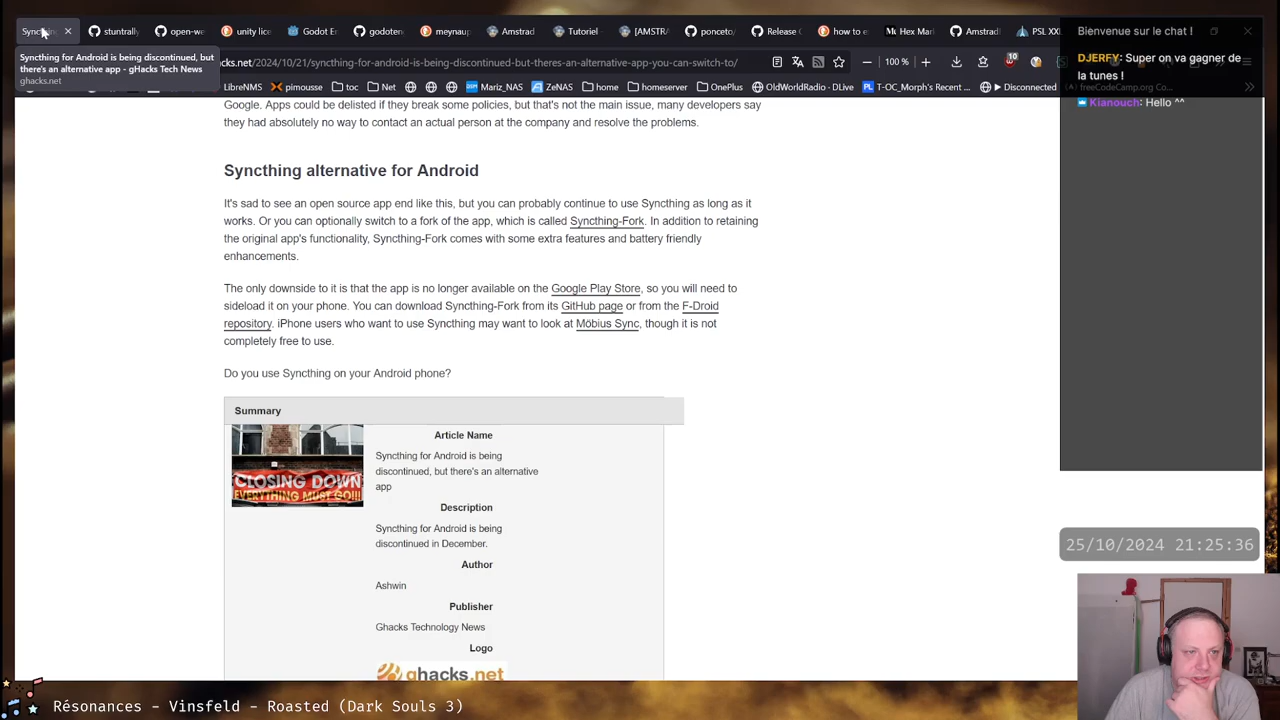 Syncthing
stuntrally
open-we
unity lice
Godot En
godoten
meynau
Amstrad
Tutoriel
[AMSTRA
ponceto/
Release
Hex Mar
Amstrad
PSL XXI
Bienvenue sur le chat !
Syncthing for Android is being discontinued, but
there's an alternative app - gHacks Tech News
ghacks.net
cks.net/2024/10/21/syncthing-for-android-is-being-discontinued-but-theres-an-alternative-app-you-can-switch-to/
100 %
10
DJERFY: Super on va gagner de
la tunes !
LibreNMS
pimoroni
toc
Net
Mariz_NAS
ZeNAS
home
homeserver
OnePlus
OldWorldRadio - DLive
T-OC_Morph's Recent ...
Disconnected
freeCodeCamp.org Co...
Kianouch: Hello ^^
Google. Apps could be delisted if they break some policies, but that's not the main issue, many developers say
they had absolutely no way to contact an actual person at the company and resolve the problems.
Syncthing alternative for Android
It's sad to see an open source app end like this, but you can probably continue to use Syncthing as long as it
works. Or you can optionally switch to a fork of the app, which is called Syncthing-Fork. In addition to retaining
the original app's functionality, Syncthing-Fork comes with some extra features and battery friendly
enhancements.
The only downside to it is that the app is no longer available on the Google Play Store, so you will need to
sideload it on your phone. You can download Syncthing-Fork from its GitHub page or from the F-Droid
repository. iPhone users who want to use Syncthing may want to look at Möbius Sync, though it is not
completely free to use.
Do you use Syncthing on your Android phone?
Summary
CLOSING DOWN
EVERYTHING MUST GO!!!
Article Name
Syncthing for Android is being
discontinued, but there's an alternative
app
Description
Syncthing for Android is being
discontinued in December.
Author
Ashwin
Publisher
Ghacks Technology News
Logo
ghacks.net
25/10/2024 21:25:36
Résonances - Vinsfeld - Roasted (Dark Souls 3)